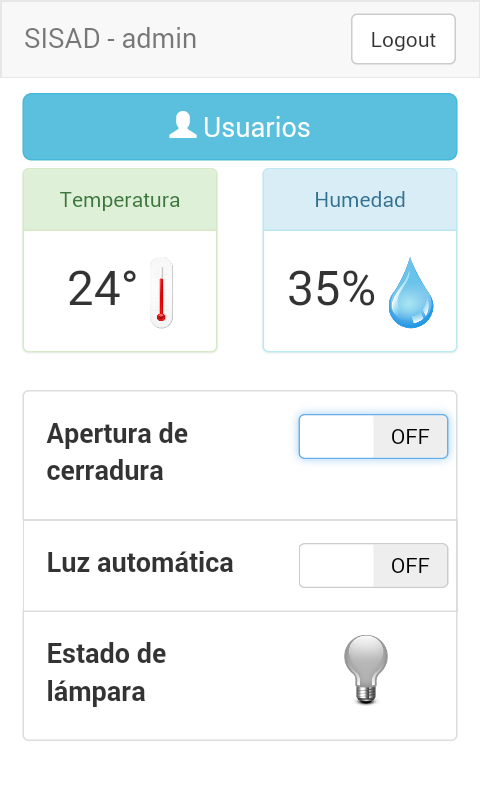 SISAD - admin
Logout
Usuarios
Temperatura
Humedad
24°
35%
Apertura de
cerradura
OFF
Luz automática
OFF
Estado de
lámpara